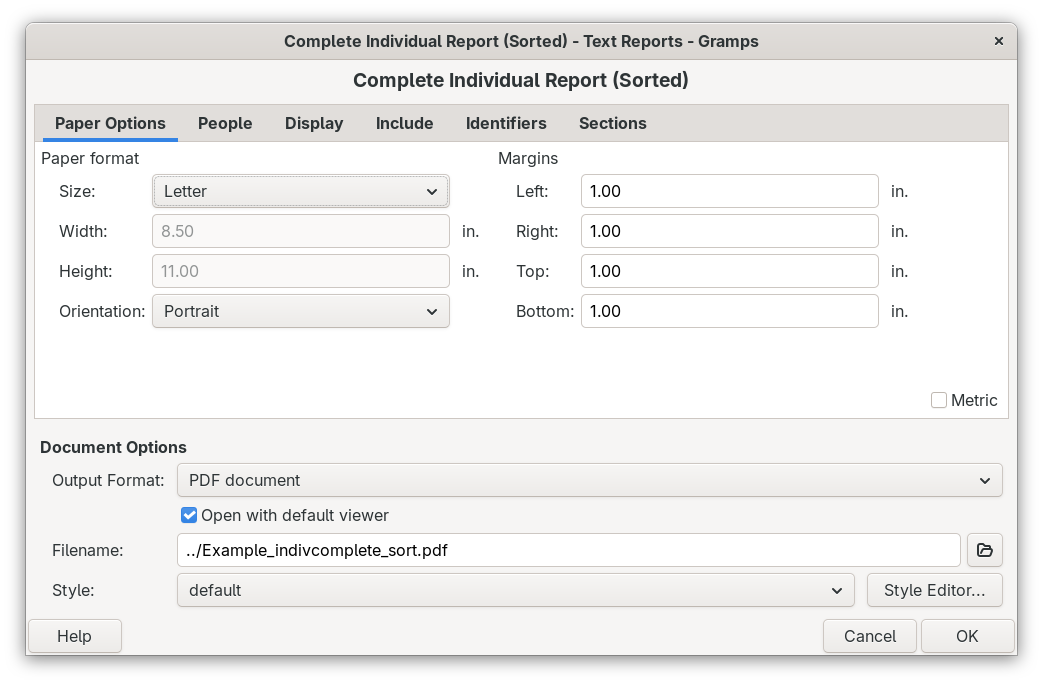 Complete Individual Report (Sorted) - Text Reports - Gramps
Complete Individual Report (Sorted)
Paper Options People Display Include Identifiers Sections
Paper format
Size: Letter
Width: 8.50 in.
Height: 11.00 in.
Orientation: Portrait
Margins
Left: 1.00 in.
Right: 1.00 in.
Top: 1.00 in.
Bottom: 1.00 in.
Metric
Document Options
Output Format: PDF document
Open with default viewer
Filename: ../Example_indivcomplete_sort.pdf
Style: default Style Editor...
Help Cancel OK